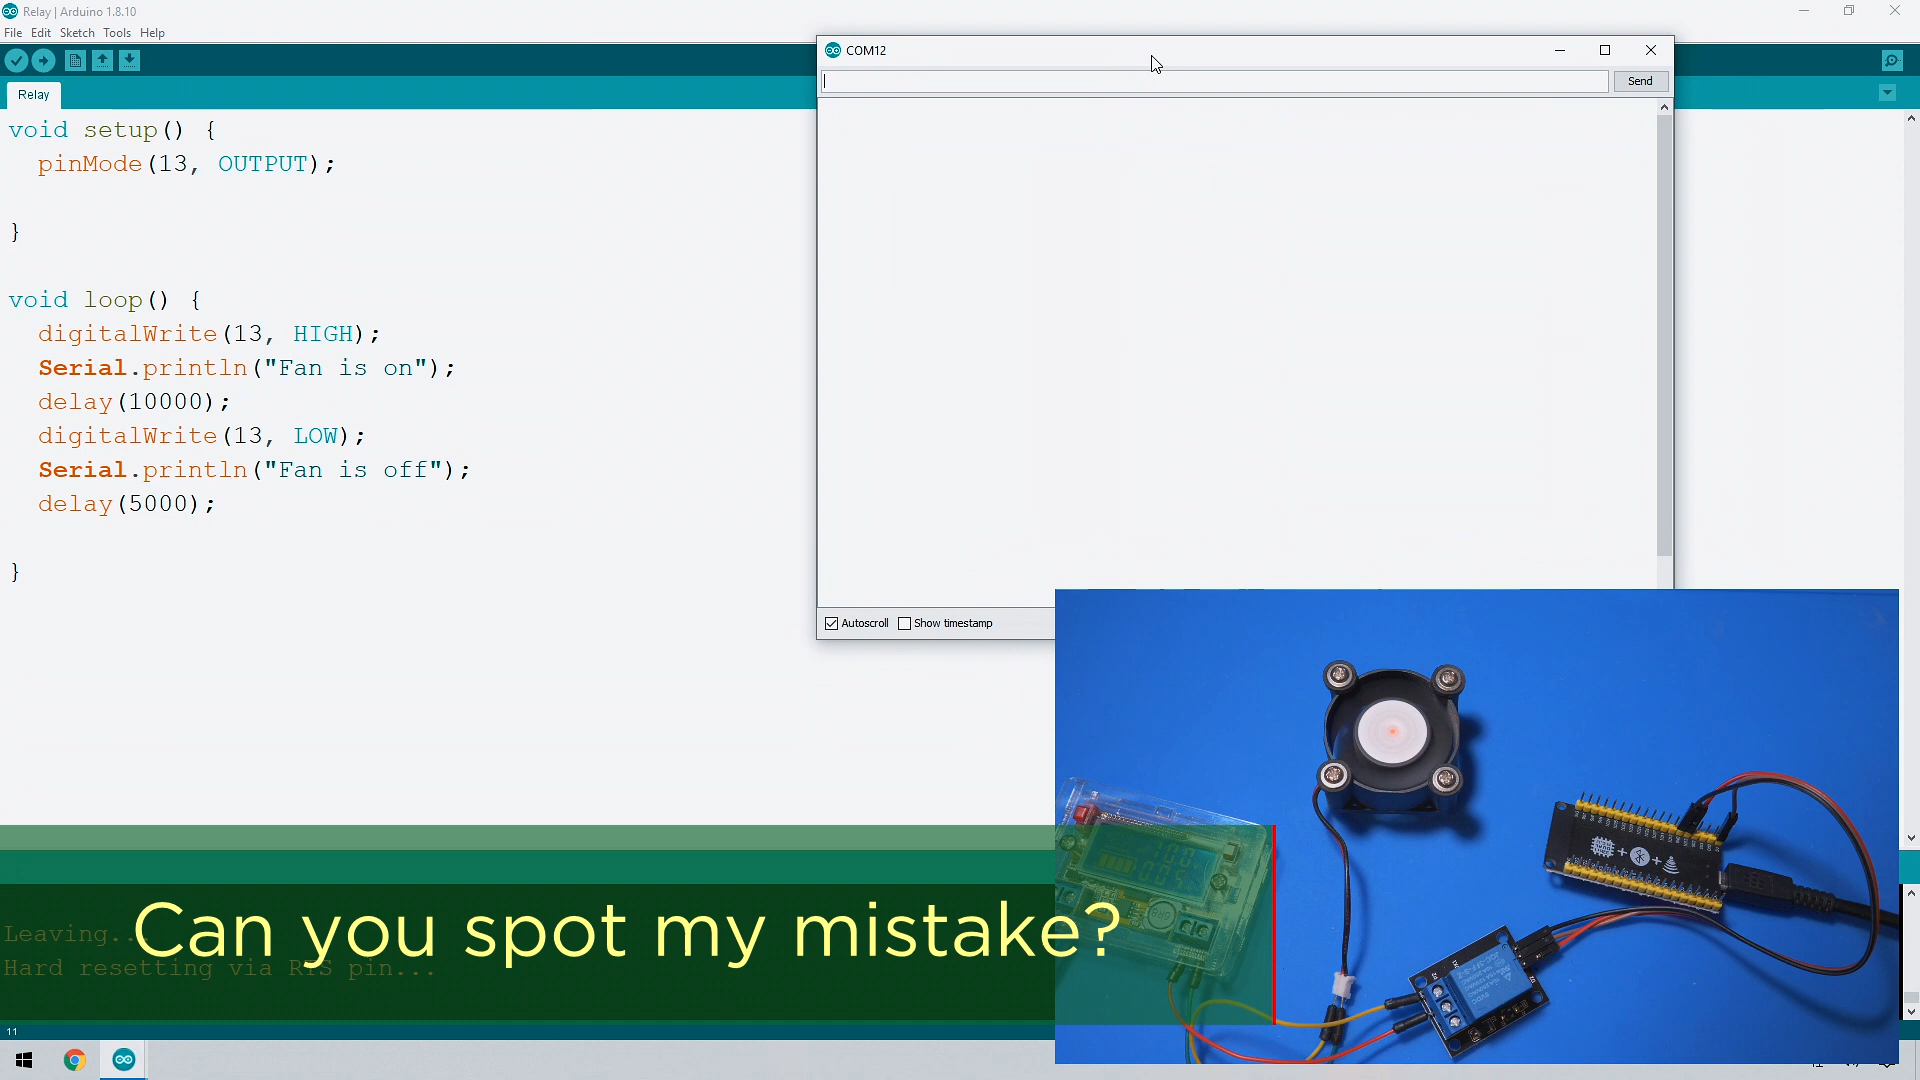 Relay | Arduino 1.8.10
File Edit Sketch Tools Help
Relay
void setup() {
pinMode(13, OUTPUT);
}
void loop() {
digitalWrite(13, HIGH);
Serial.println("Fan is on");
delay(10000);
digitalWrite(13, LOW);
Serial.println("Fan is off");
delay(5000);
}
COM12
Send
Autoscroll Show timestamp
Leaving...
Hard resetting via RTS pin...
Can you spot my mistake?
11